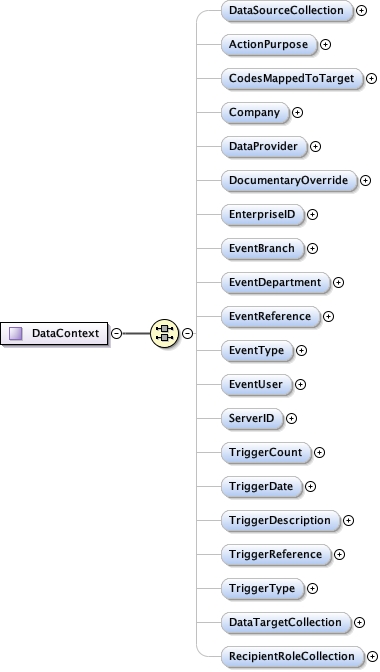 DataSourceCollection
ActionPurpose
CodesMappedToTarget
Company
DataProvider
DocumentaryOverride
EnterpriseID
EventBranch
EventDepartment
EventReference
DataContext
EventType
EventUser
ServerID
TriggerCount
TriggerDate
TriggerDescription
TriggerReference
TriggerType
DataTargetCollection
RecipientRoleCollection